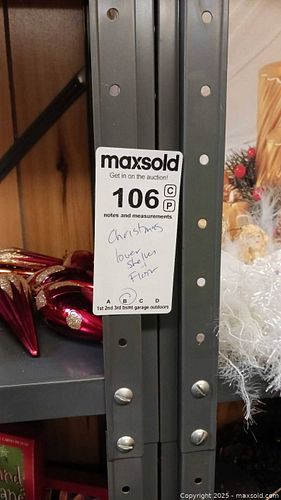 maxsold
Get in on the auction!
106 C
P
notes and measurements
Christmas
lower
shelves
+
Floor
A B C D
1st 2nd 3rd bsmt garage outdoors
Copyright © 2025 - www.maxsold.com